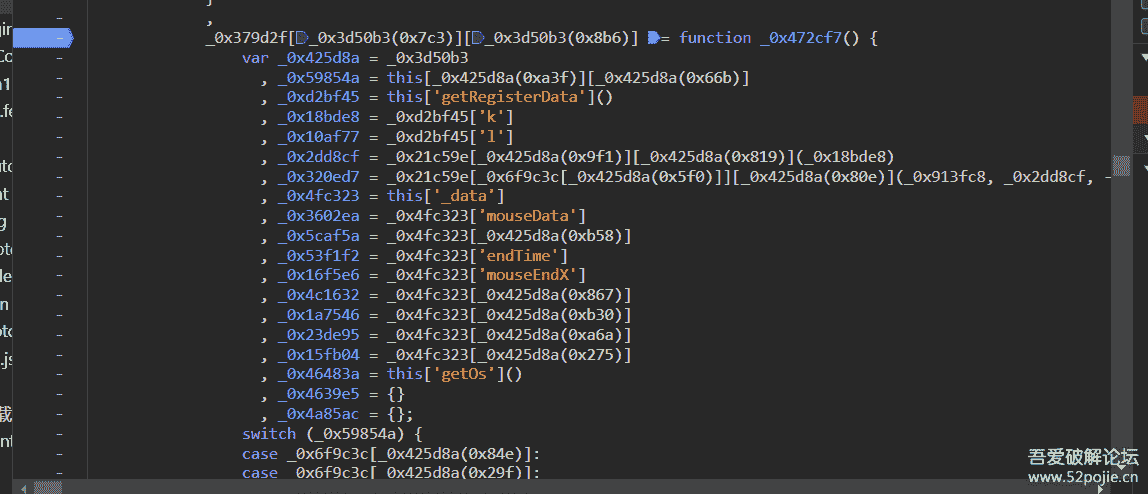 ,
_0x379d2f[_0x3d50b3(0x7c3)][_0x3d50b3(0x8b6)] = function _0x472cf7() {
var _0x425d8a = _0x3d50b3
, _0x59854a = this[_0x425d8a(0xa3f)][_0x425d8a(0x66b)]
, _0xd2bf45 = this['getRegisterData']()
, _0x18bde8 = _0xd2bf45['k']
, _0x10af77 = _0xd2bf45['l']
, _0x2dd8cf = _0x21c59e[_0x425d8a(0x9f1)][_0x425d8a(0x819)](_0x18bde8)
, _0x320ed7 = _0x21c59e[_0x6f9c3c[_0x425d8a(0x5f0)]][_0x425d8a(0x80e)](_0x913fc8, _0x2dd8cf, 
, _0x4fc323 = this['_data']
, _0x3602ea = _0x4fc323['mouseData']
, _0x5caf5a = _0x4fc323[_0x425d8a(0xb58)]
, _0x53f1f2 = _0x4fc323['endTime']
, _0x16f5e6 = _0x4fc323['mouseEndX']
, _0x4c1632 = _0x4fc323[_0x425d8a(0x867)]
, _0x1a7546 = _0x4fc323[_0x425d8a(0xb30)]
, _0x23de95 = _0x4fc323[_0x425d8a(0xa6a)]
, _0x15fb04 = _0x4fc323[_0x425d8a(0x275)]
, _0x46483a = this['getOs']()
, _0x4639e5 = {}
, _0x4a85ac = {};
switch (_0x59854a) {
case _0x6f9c3c[_0x425d8a(0x84e)]:
case _0x6f9c3c[_0x425d8a(0x29f)]:
吾爱破解论坛
www.52pojie.cn